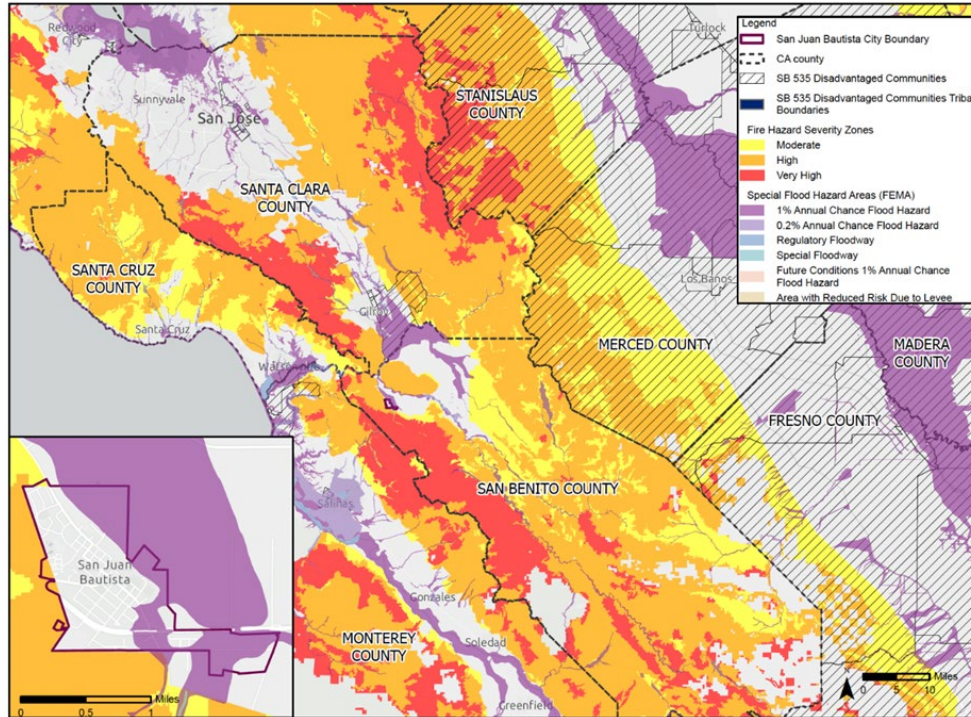 Legend
San Juan Bautista City Boundary
CA county
SB 535 Disadvantaged Communities
SB 535 Disadvantaged Communities Triba
Boundaries
Fire Hazard Severity Zones
Moderate
High
Very High
Special Flood Hazard Areas (FEMA)
1% Annual Chance Flood Hazard
0.2% Annual Chance Flood Hazard
Regulatory Floodway
Special Floodway
Future Conditions 1% Annual Chance
Flood Hazard
Area with Reduced Risk Due to Levee
Redwood
City
Turlock
Sunnyvale
San Jose
STANISLAUS
COUNTY
SANTA CLARA
COUNTY
SANTA CRUZ
COUNTY
Los Banos
Gilroy
Santa Cruz
MERCED COUNTY
MADERA
COUNTY
FRESNO COUNTY
SAN BENITO COUNTY
Salinas
Gonzales
MONTEREY
COUNTY
Soledad
Greenfield
San Juan
Bautista
0 0.5 1
Miles
0 5 10
Miles